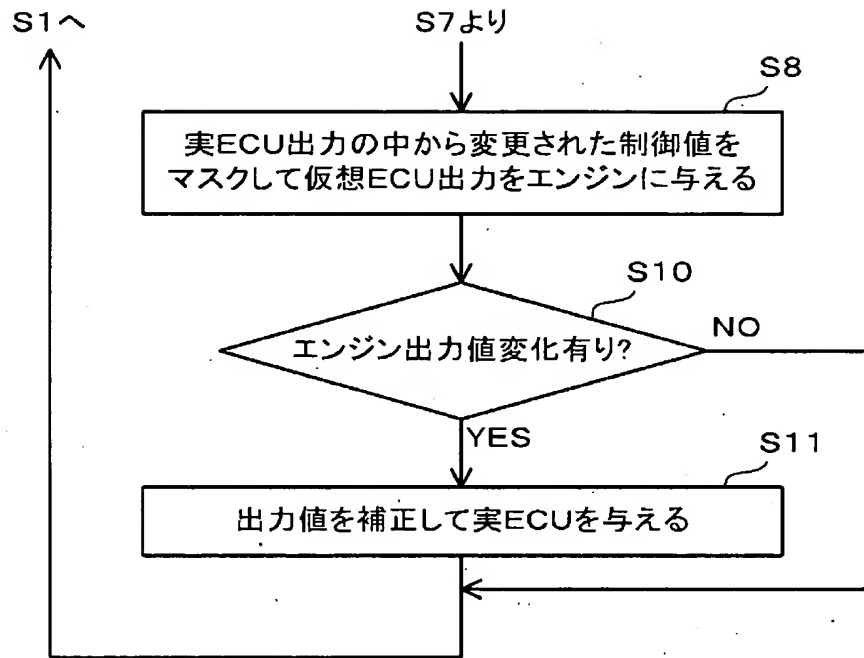 S1へ
S7より
S8
実ECU出力の中から変更された制御値を
マスクして仮想ECU出力をエンジンに与える
S10
エンジン出力値変化有り?
NO
YES
S11
出力値を補正して実ECUを与える